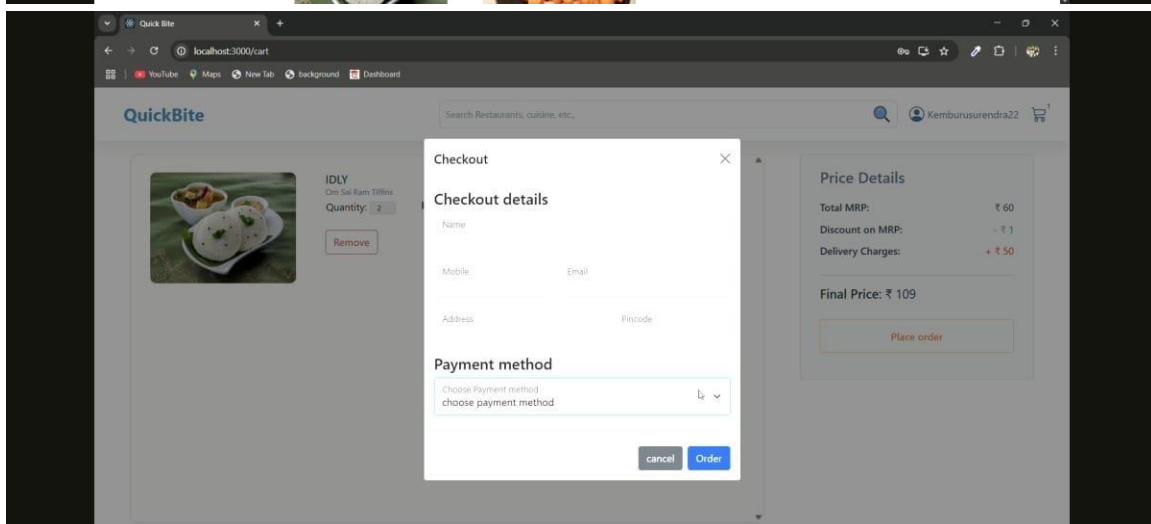 Quick Bite
localhost:3000/cart
YouTube Maps New Tab background Dashboard
QuickBite
Search Restaurants, cuisine, etc.,
Kemburusurendra22
1
IDLY
Om Sai Ram Tiffins
Quantity: 2
Remove
Checkout
Checkout details
Name
Mobile Email
Address Pincode
Payment method
Choose Payment method
choose payment method
cancel Order
Price Details
Total MRP: ₹ 60
Discount on MRP: - ₹ 1
Delivery Charges: + ₹ 50
Final Price: ₹ 109
Place order